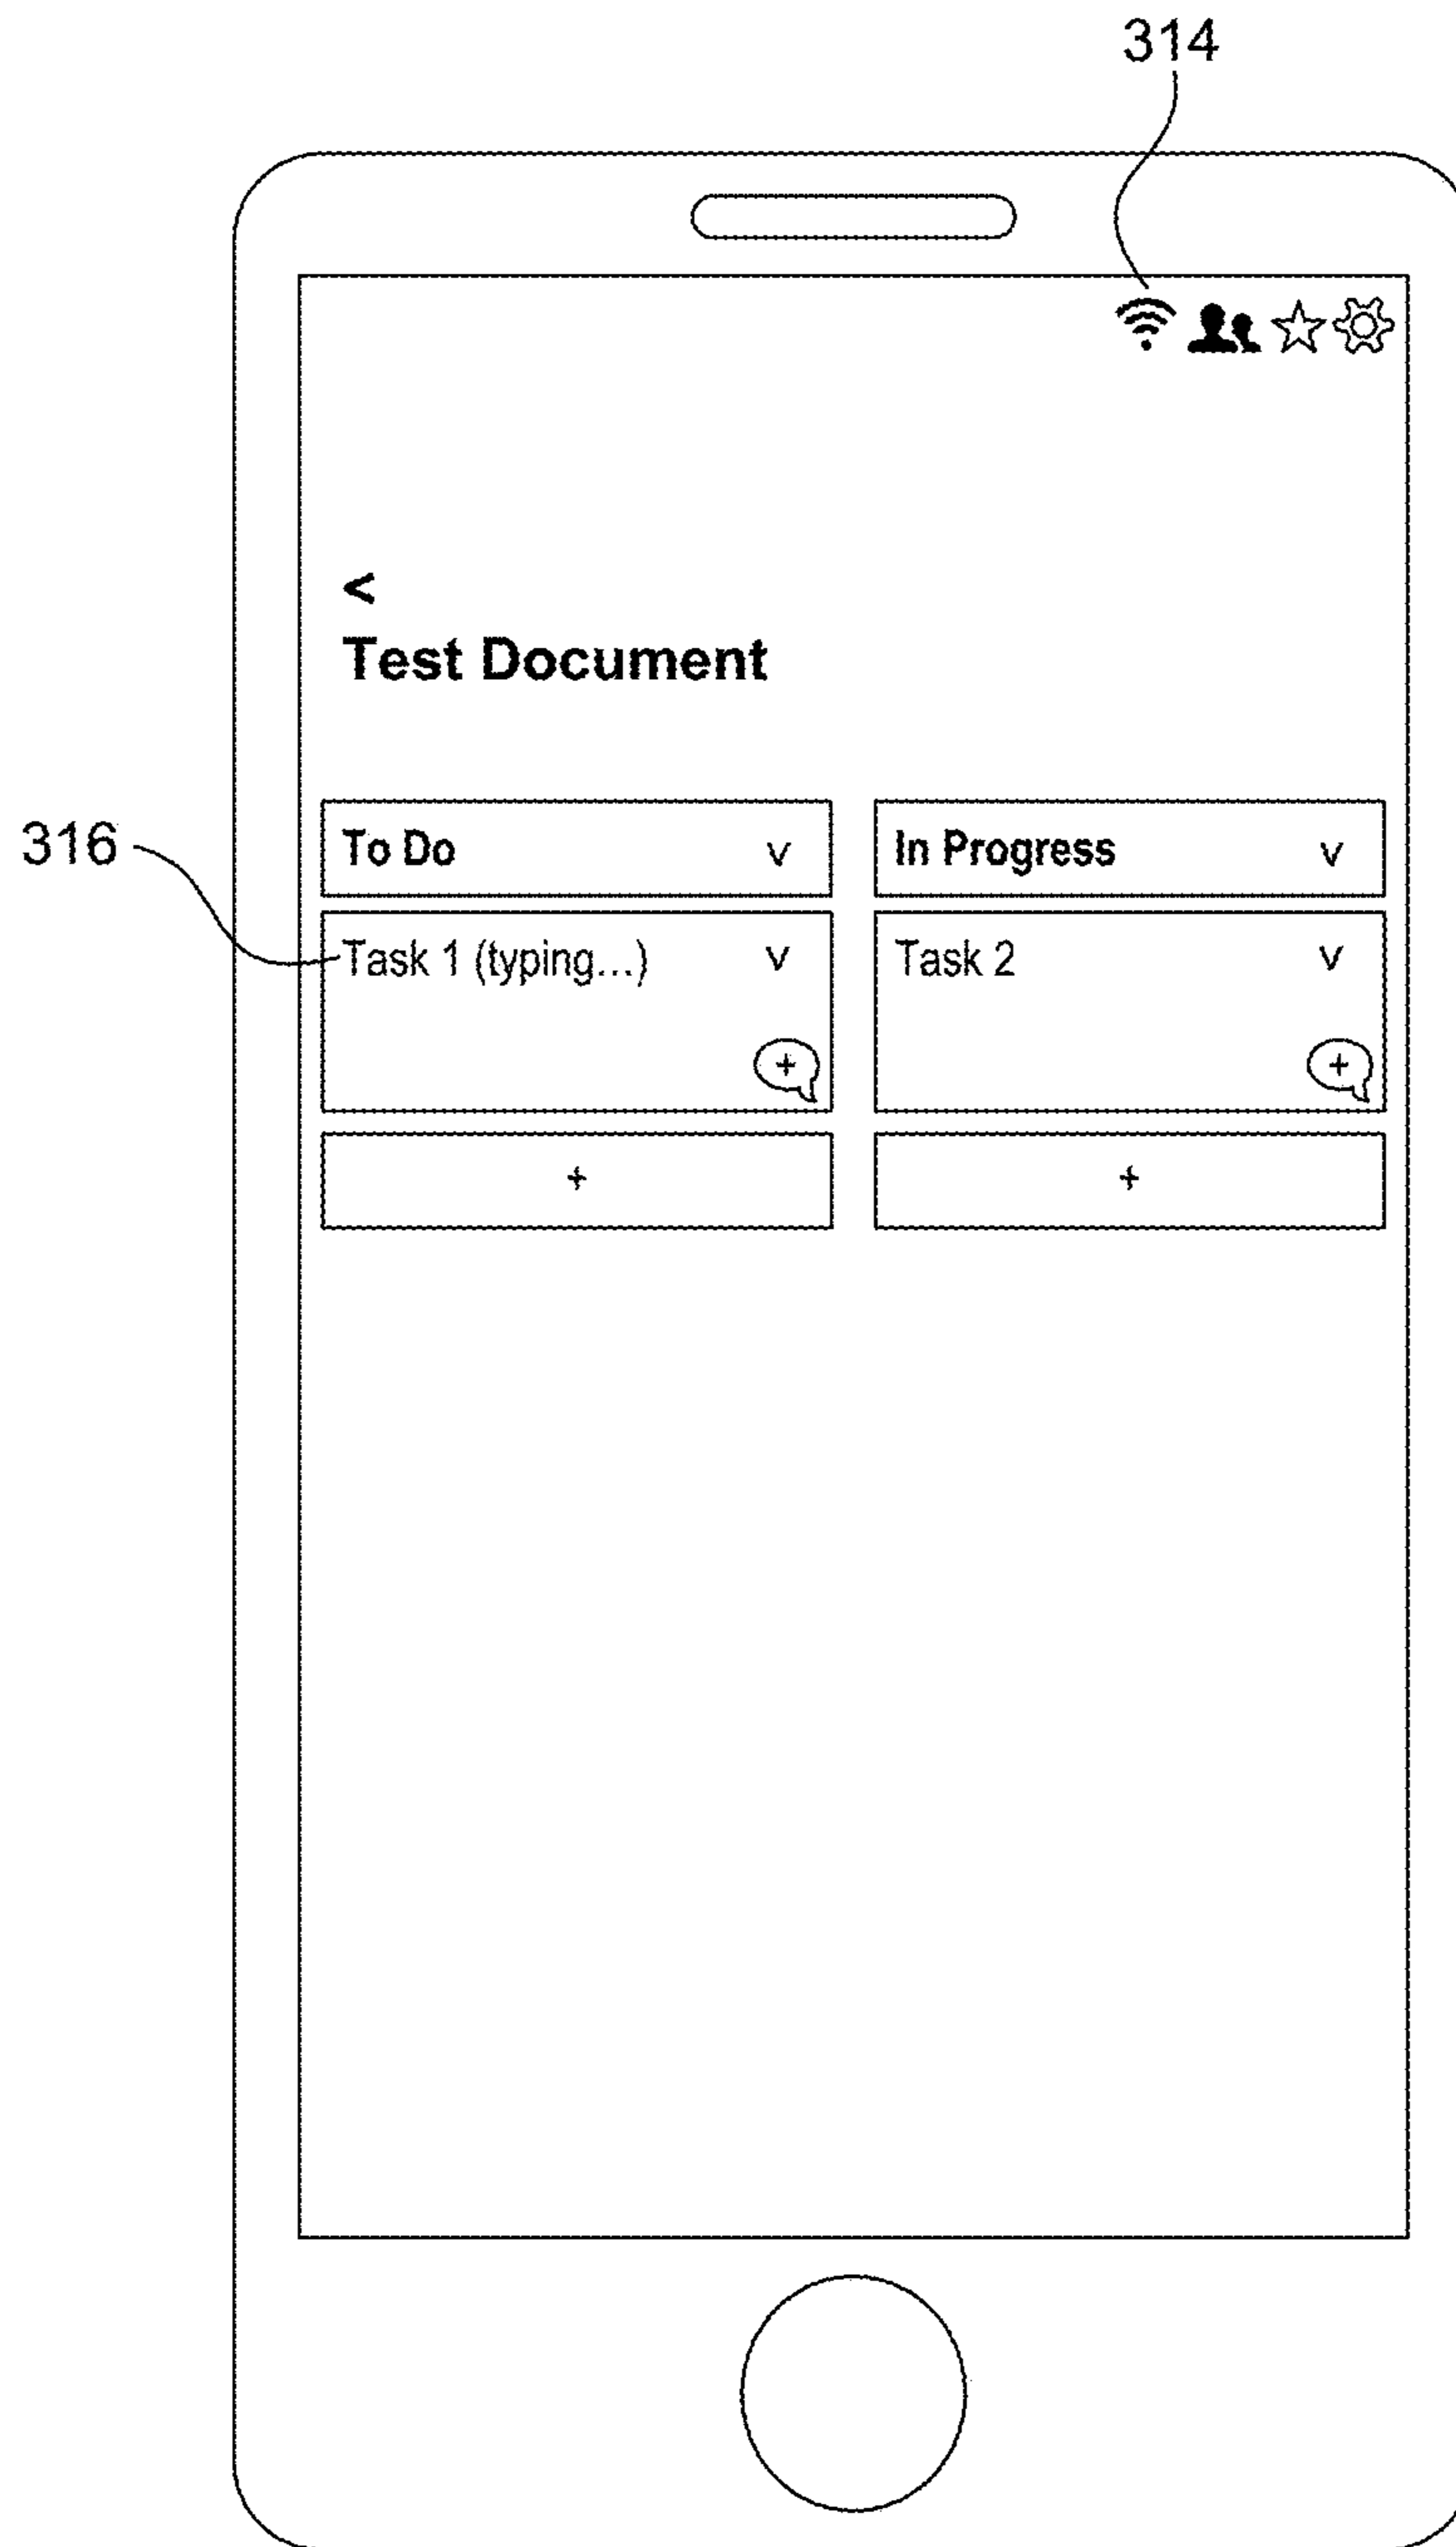 314
<
Test Document
316
To Do v In Progress v
Task 1 (typing...) v Task 2 v
+ +
+ +